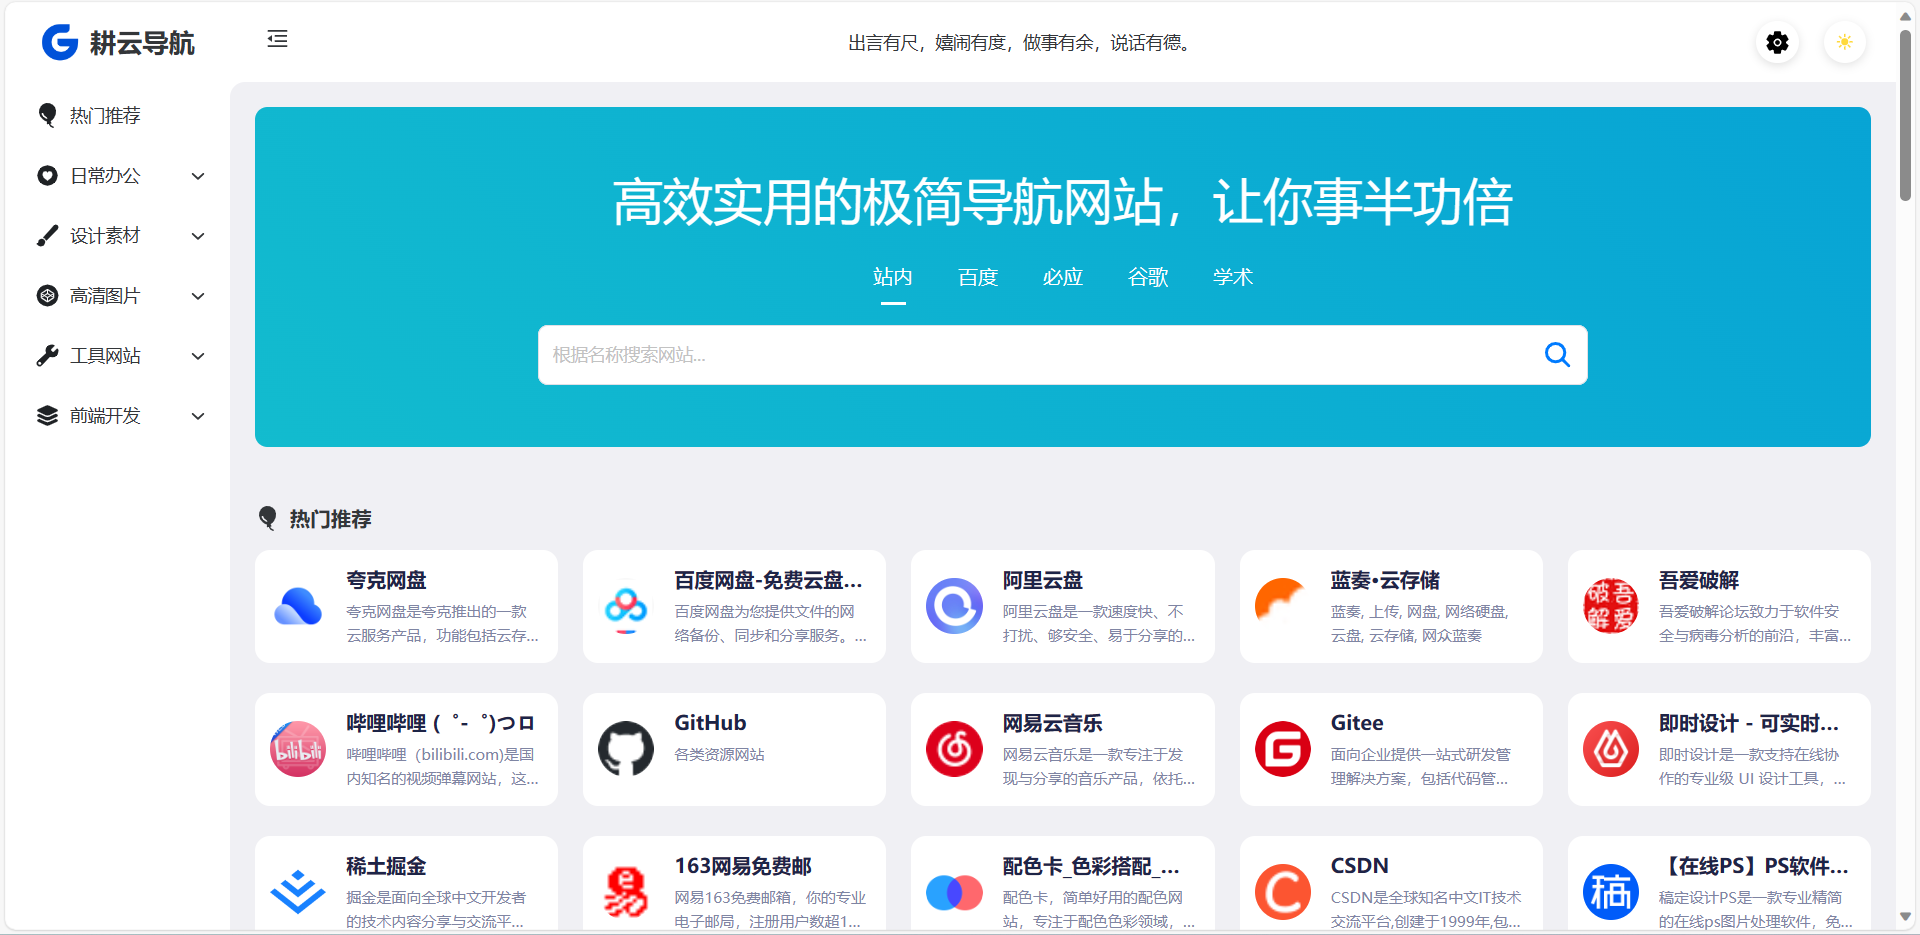 耕云导航
出言有尺，嬉闹有度，做事有余，说话有德。
热门推荐
日常办公
设计素材
高清图片
工具网站
前端开发
高效实用的极简导航网站，让你事半功倍
站内 百度 必应 谷歌 学术
根据名称搜索网站...
热门推荐
夸克网盘
夸克网盘是夸克推出的一款
云服务产品，功能包括云存...
百度网盘-免费云盘...
百度网盘为您提供文件的网
络备份、同步和分享服务。...
阿里云盘
阿里云盘是一款速度快、不
打扰、够安全、易于分享的...
蓝奏·云存储
蓝奏, 上传, 网盘, 网络硬盘,
云盘, 云存储, 网众蓝奏
破吾
解爱
吾爱破解
吾爱破解论坛致力于软件安
全与病毒分析的前沿，丰富...
bilibili
哔哩哔哩 (゜-゜)つロ
哔哩哔哩（bilibili.com)是国
内知名的视频弹幕网站，这...
GitHub
各类资源网站
网易云音乐
网易云音乐是一款专注于发
现与分享的音乐产品，依托...
Gitee
面向企业提供一站式研发管
理解决方案，包括代码管...
即时设计 - 可实时...
即时设计是一款支持在线协
作的专业级 UI 设计工具，...
稀土掘金
掘金是面向全球中文开发者
的技术内容分享与交流平...
163网易免费邮
网易163免费邮箱，你的专业
电子邮局，注册用户数超1...
配色卡_色彩搭配_...
配色卡，简单好用的配色网
站，专注于配色色彩领域，...
CSDN
CSDN是全球知名中文IT技术
交流平台,创建于1999年,包...
稿
【在线PS】PS软件...
稿定设计PS是一款专业精简
的在线ps图片处理软件，免...